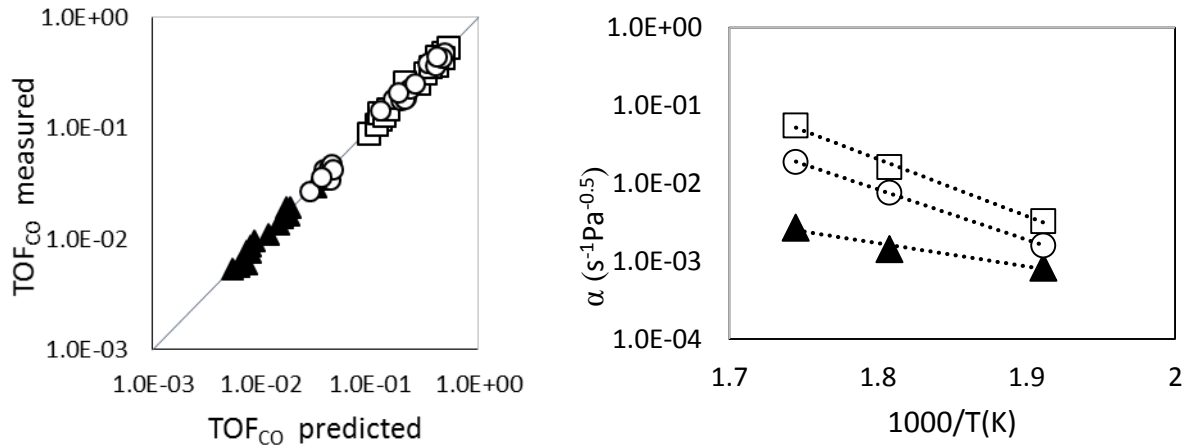 TOFCO measured
1.0E+00
1.0E-01
1.0E-02
1.0E-03
1.0E-03 1.0E-02 1.0E-01 1.0E+00
TOFCO predicted
α (s-1Pa-0.5)
1.0E+00
1.0E-01
1.0E-02
1.0E-03
1.0E-04
1.7 1.8 1.9 2
1000/T(K)